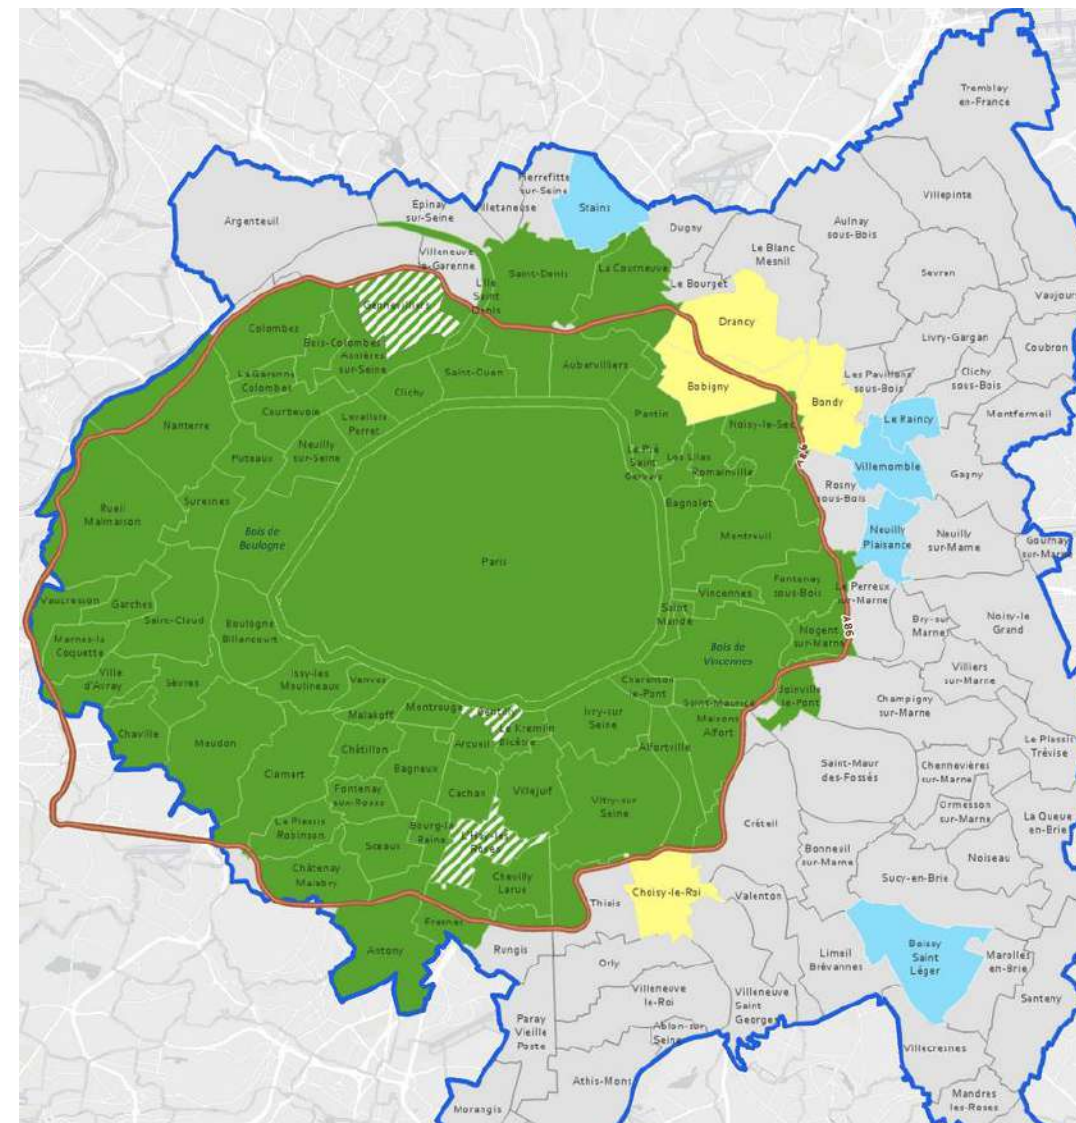 Tremblay
en-France
Pierrefitte
sur-Seine
Villepinte
Epinay
sur-Seine
Villetaneuse
Stains
Argenteuil
Dugny
Aulnay
sous-Bois
Le Blanc
Mesnil
Villeneuve
la-Garenne
Saint-Denis
La Courneuve
Sevran
L'Ile
Saint
Denis
Le Bourget
Vaujours
Gennevilliers
Drancy
Colombes
Livry-Gargan
Coubron
Bois-Colombes
Asnières
sur-Seine
Aubervilliers
La Garenne
Colombes
Saint-Ouen
Les Pavillons
sous-Bois
Clichy
sous-Bois
Clichy
Bobigny
Bondy
Courbevoie
Levallois
Perret
Pantin
Le Raincy
Montfermeil
Nanterre
Noisy-le-Sec
Neuilly
sur-Seine
Puteaux
Le Pré
Saint
Gervais
Les Lilas
Romainville
A86
Villemomble
Gagny
Rosny
sous-Bois
Suresnes
Rueil
Malmaison
Bagnolet
Bois de
Boulogne
Montreuil
Neuilly
Plaisance
Neuilly
sur-Marne
Gournay
sur-Marne
Paris
Fontenay
sous-Bois
Le Perreux
sur-Marne
Vaucresson
Garches
Vincennes
Saint-Cloud
Saint
Mandé
Boulogne
Billancourt
Nogent
sur-Marne
A86
Bry-sur
Marne
Noisy-le
Grand
Marnes-la
Coquette
Bois de
Vincennes
Ville
d'Avray
Sèvres
Issy-les
Moulineaux
Vanves
Charenton
le-Pont
Villiers
sur-Marne
Joinville
le-Pont
Champigny
sur-Marne
Montrouge
Gentilly
Saint-Maurice
Malakoff
Le Kremlin
Bicêtre
Ivry-sur
Seine
Maisons
Alfort
Chaville
Meudon
Châtillon
Arcueil
Alfortville
Le Plessis
Trévise
Clamart
Bagneux
Saint-Maur
des-Fossés
Chennevières
sur-Marne
Fontenay
aux-Roses
Cachan
Villejuif
Vitry-sur
Seine
Ormesson
sur-Marne
La Queue
en-Brie
Le Plessis
Robinson
Bourg-la
Reine
L'Haÿ-les
Roses
Créteil
Sceaux
Bonneuil
sur-Marne
Noiseau
Châtenay
Malabry
Chevilly
Larue
Sucy-en-Brie
Choisy-le-Roi
Thiais
Valenton
Fresnes
Antony
Rungis
Boissy
Saint
Léger
Limeil
Brévannes
Marolles
en-Brie
Orly
Villeneuve
le-Roi
Villeneuve
Saint
Georges
Santeny
Paray
Vieille
Poste
Ablon-sur
Seine
Villecresnes
Athis-Mons
Mandres
les-Roses
Morangis